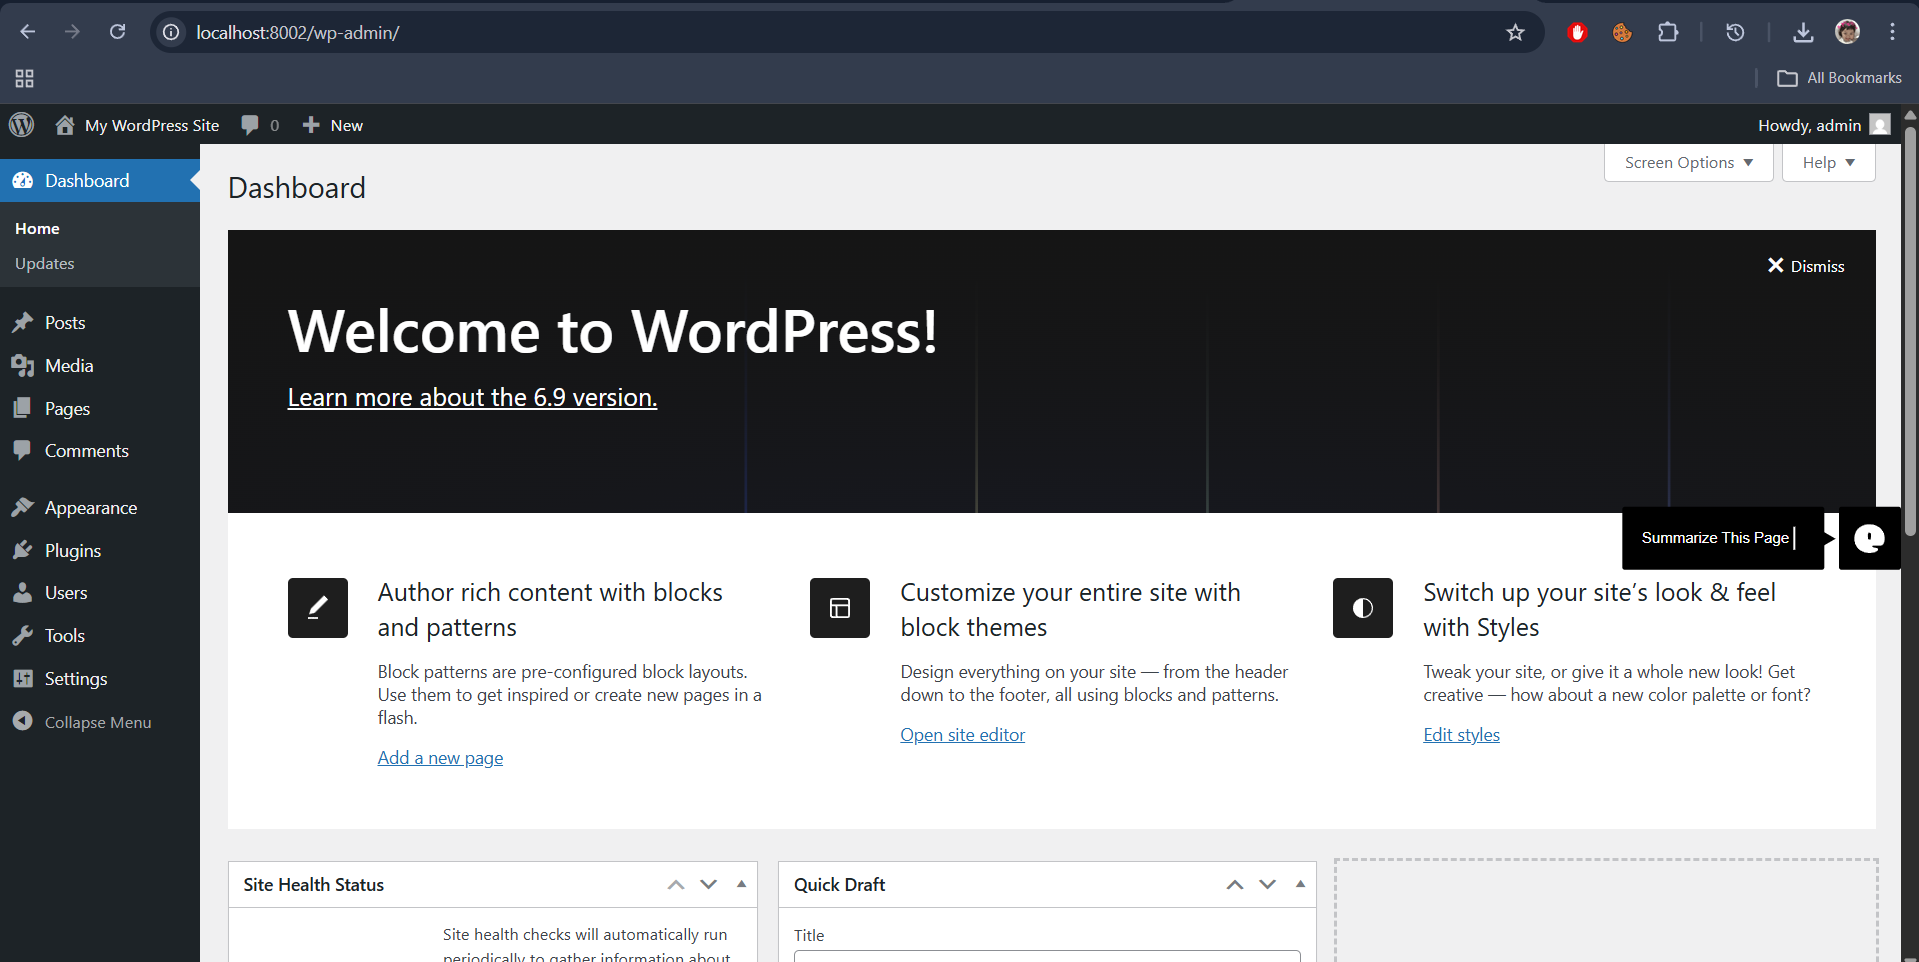 localhost:8002/wp-admin/
All Bookmarks
My WordPress Site
0
New
Howdy, admin
Dashboard
Home
Updates
Posts
Media
Pages
Comments
Appearance
Plugins
Users
Tools
Settings
Collapse Menu
Screen Options
Help
Dashboard
Dismiss
Welcome to WordPress!
Learn more about the 6.9 version.
Summarize This Page
Author rich content with blocks
and patterns
Block patterns are pre-configured block layouts.
Use them to get inspired or create new pages in a
flash.
Add a new page
Customize your entire site with
block themes
Design everything on your site — from the header
down to the footer, all using blocks and patterns.
Open site editor
Switch up your site’s look & feel
with Styles
Tweak your site, or give it a whole new look! Get
creative — how about a new color palette or font?
Edit styles
Site Health Status
Site health checks will automatically run
periodically to gather information about
Quick Draft
Title